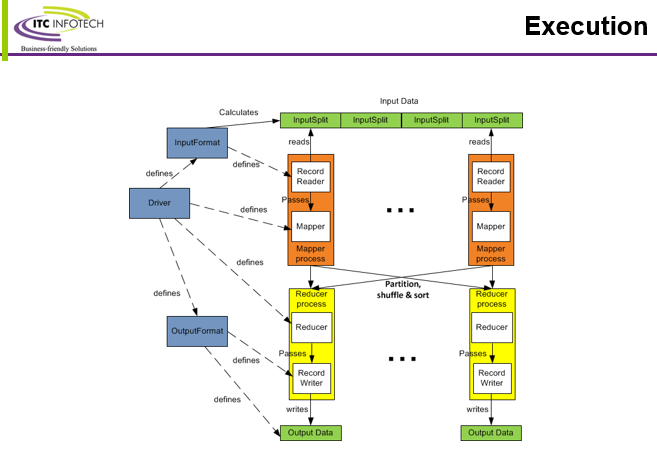 ITC INFOTECH
Business-friendly Solutions
Execution
Input Data
Calculates
InputSplit
InputSplit
InputSplit
InputSplit
InputFormat
reads
reads
defines
defines
Record
Reader
Record
Reader
Driver
Passes
Passes
defines
...
Mapper
Mapper
Mapper
process
Mapper
process
defines
Partition,
shuffle & sort
defines
Reducer
process
Reducer
process
OutputFormat
Reducer
Reducer
Passes
Passes
defines
...
Record
Writer
Record
Writer
defines
writes
writes
Output Data
Output Data